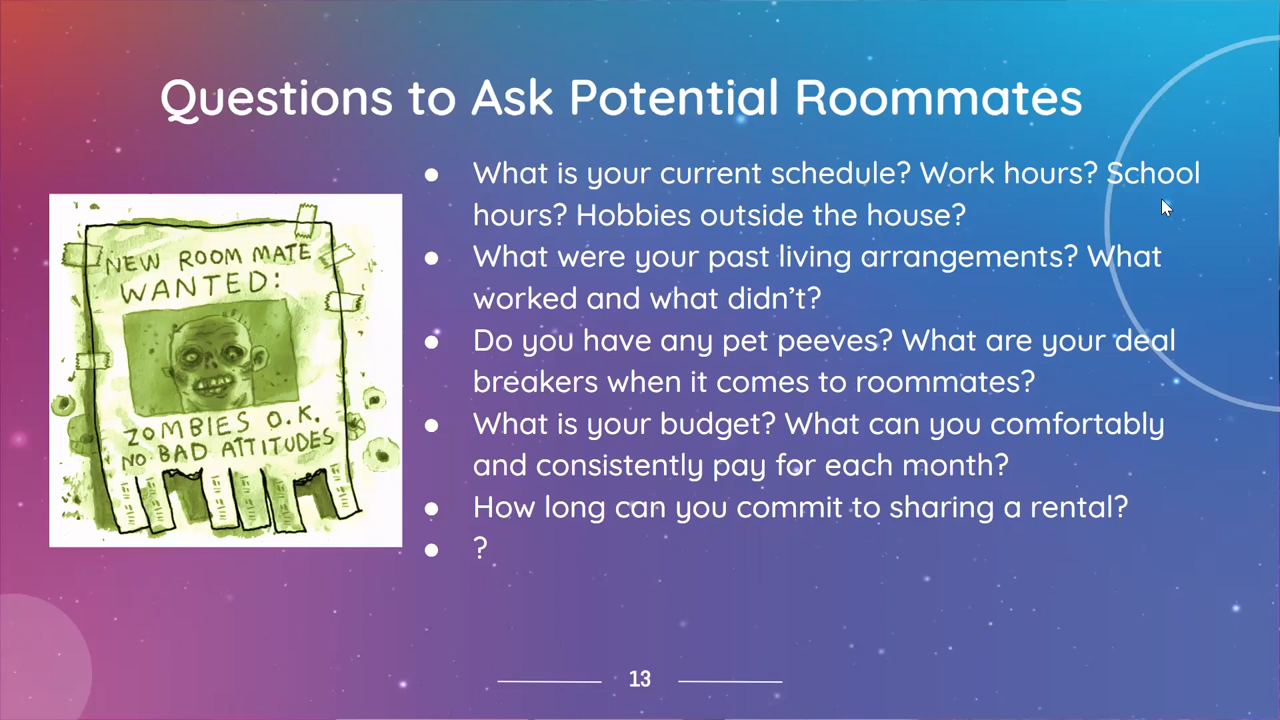 Questions to Ask Potential Roommates
NEW ROOM MATE
WANTED:
ZOMBIES O.K.
NO BAD ATTITUDES
● What is your current schedule? Work hours? School
hours? Hobbies outside the house?
● What were your past living arrangements? What
worked and what didn’t?
● Do you have any pet peeves? What are your deal
breakers when it comes to roommates?
● What is your budget? What can you comfortably
and consistently pay for each month?
● How long can you commit to sharing a rental?
● ?
13